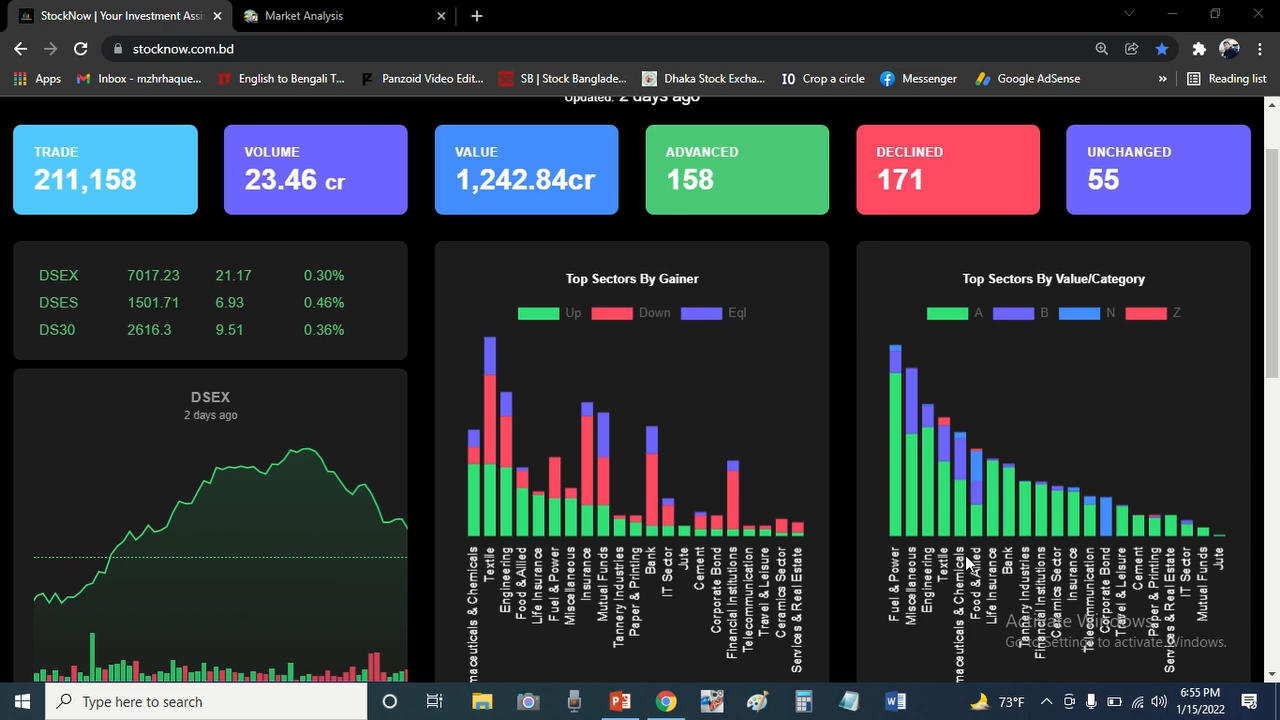 StockNow | Your Investment Assi
Market Analysis
stocknow.com.bd
Apps
Inbox - mzhrhaque...
English to Bengali T...
Panzoid Video Edit...
SB | Stock Banglade...
Dhaka Stock Excha...
Crop a circle
Messenger
Google AdSense
»
Reading list
Updated: 2 days ago
TRADE
211,158
VOLUME
23.46 cr
VALUE
1,242.84cr
ADVANCED
158
DECLINED
171
UNCHANGED
55
DSEX 7017.23 21.17 0.30%
DSES 1501.71 6.93 0.46%
DS30 2616.3 9.51 0.36%
DSEX
2 days ago
Top Sectors By Gainer
Up Down Eql
maceuticals & Chemicals
Textile
Engineering
Food & Allied
Life Insurance
Fuel & Power
Miscellaneous
Insurance
Mutual Funds
Tannery Industries
Paper & Printing
Bank
IT Sector
Jute
Cement
Corporate Bond
Financial Institutions
Telecommunication
Travel & Leisure
Ceramics Sector
Services & Real Estate
Top Sectors By Value/Category
A B N Z
Fuel & Power
Miscellaneous
Engineering
Textile
maceuticals & Chemicals
Food & Allied
Life Insurance
Bank
Tannery Industries
Financial Institutions
Ceramics Sector
Insurance
Telecommunication
Corporate Bond
Travel & Leisure
Cement
Paper & Printing
Services & Real Estate
IT Sector
Mutual Funds
Jute
Activate Windows
Go to Settings to activate Windows.
Type here to search
73°F
6:55 PM
1/15/2022